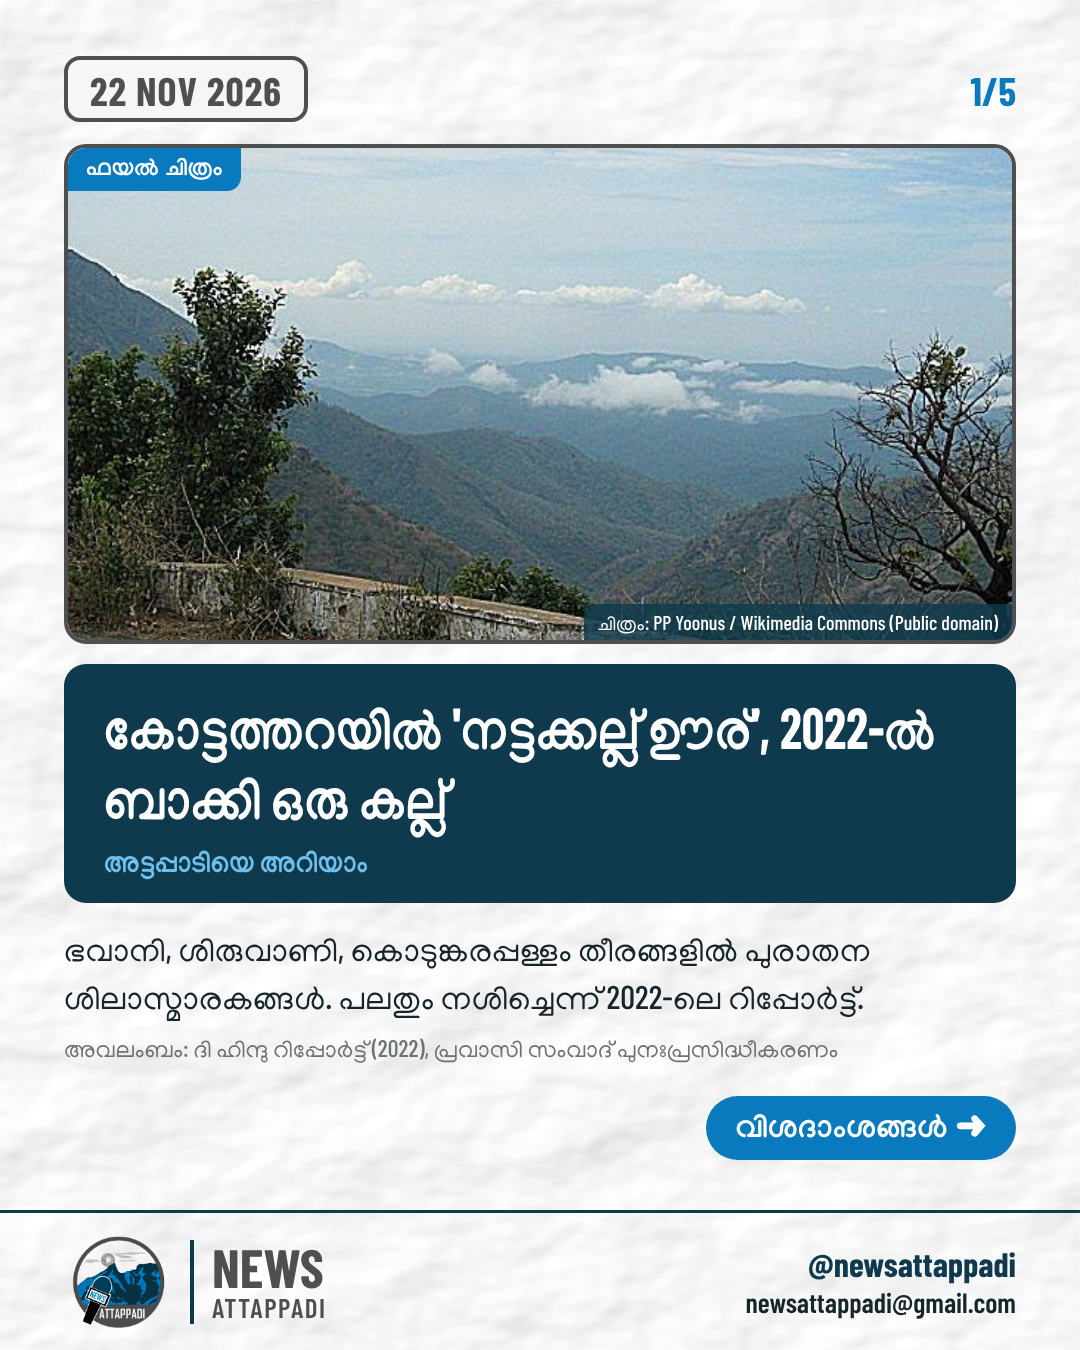 22 NOV 2026
1/5
ഫയൽ ചിത്രം
ചിത്രം: PP Yoonus / Wikimedia Commons (Public domain)
കോട്ടത്തറയിൽ 'നട്ടക്കല്ല് ഊര്', 2022-ൽ
ബാക്കി ഒരു കല്ല്
അട്ടപ്പാടിയെ അറിയാം
ഭവാനി, ശിരുവാണി, കൊടുങ്കരപ്പള്ളം തീരങ്ങളിൽ പുരാതന
ശിലാസ്മാരകങ്ങൾ. പലതും നശിച്ചെന്ന് 2022-ലെ റിപ്പോർട്ട്.
അവലംബം: ദി ഹിന്ദു റിപ്പോർട്ട് (2022), പ്രവാസി സംവാദ് പുനഃപ്രസിദ്ധീകരണം
വിശദാംശങ്ങൾ ➜
NEWS
ATTAPPADI
NEWS
ATTAPPADI
@newsattappadi
newsattappadi@gmail.com